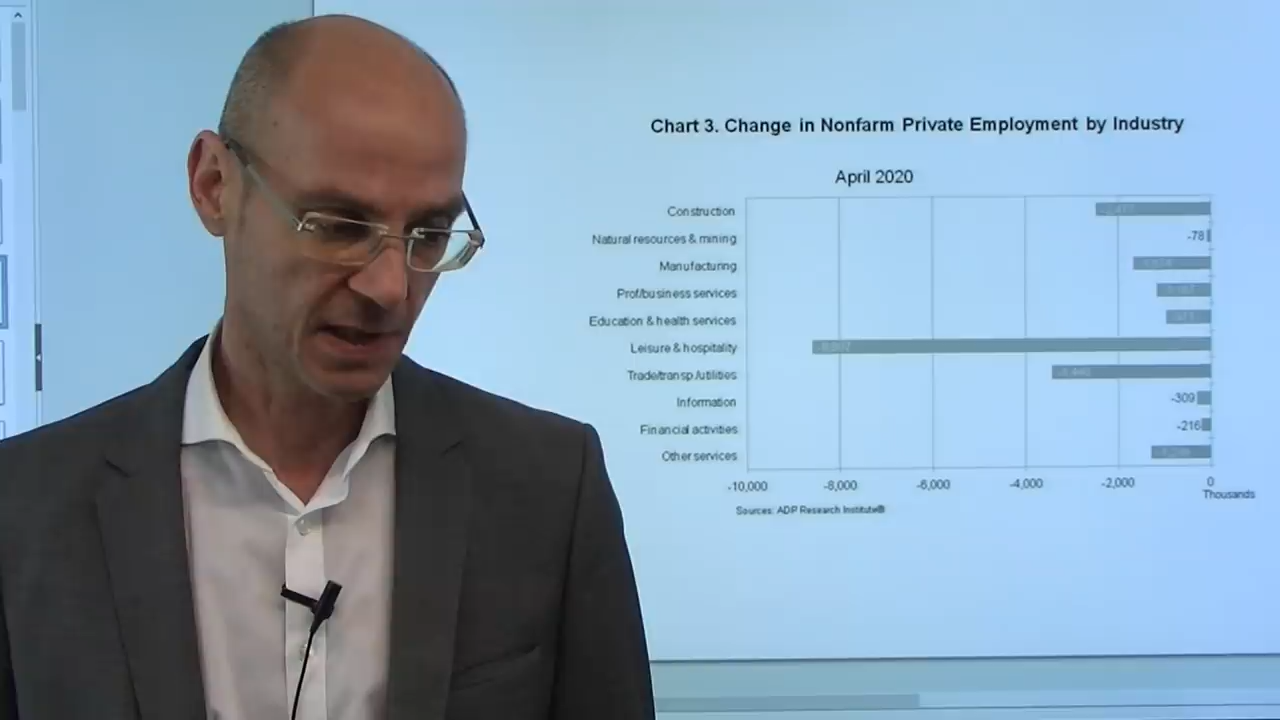 Chart 3. Change in Nonfarm Private Employment by Industry
April 2020
Construction
Natural resources & mining -78
Manufacturing
Prof/business services
Education & health services
Leisure & hospitality
Trade/transp/utilities
Information -309
Financial activities -216
Other services
-10,000 -8,000 -6,000 -4,000 -2,000 0
Thousands
Sources: ADP Research Institute®